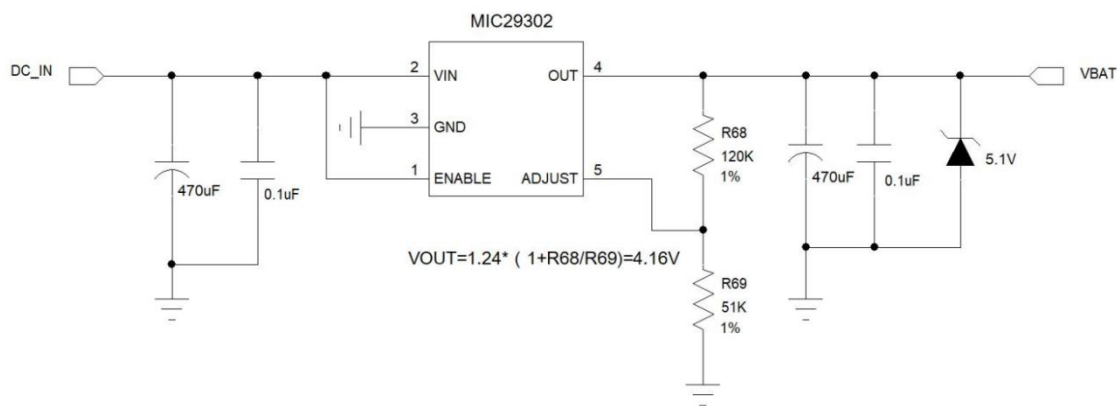 MIC29302
DC_IN
2
VIN
OUT
4
VBAT
3
GND
1
ENABLE
ADJUST
5
R68
120K
1%
470uF
0.1uF
470uF
0.1uF
5.1V
VOUT=1.24* ( 1+R68/R69)=4.16V
R69
51K
1%